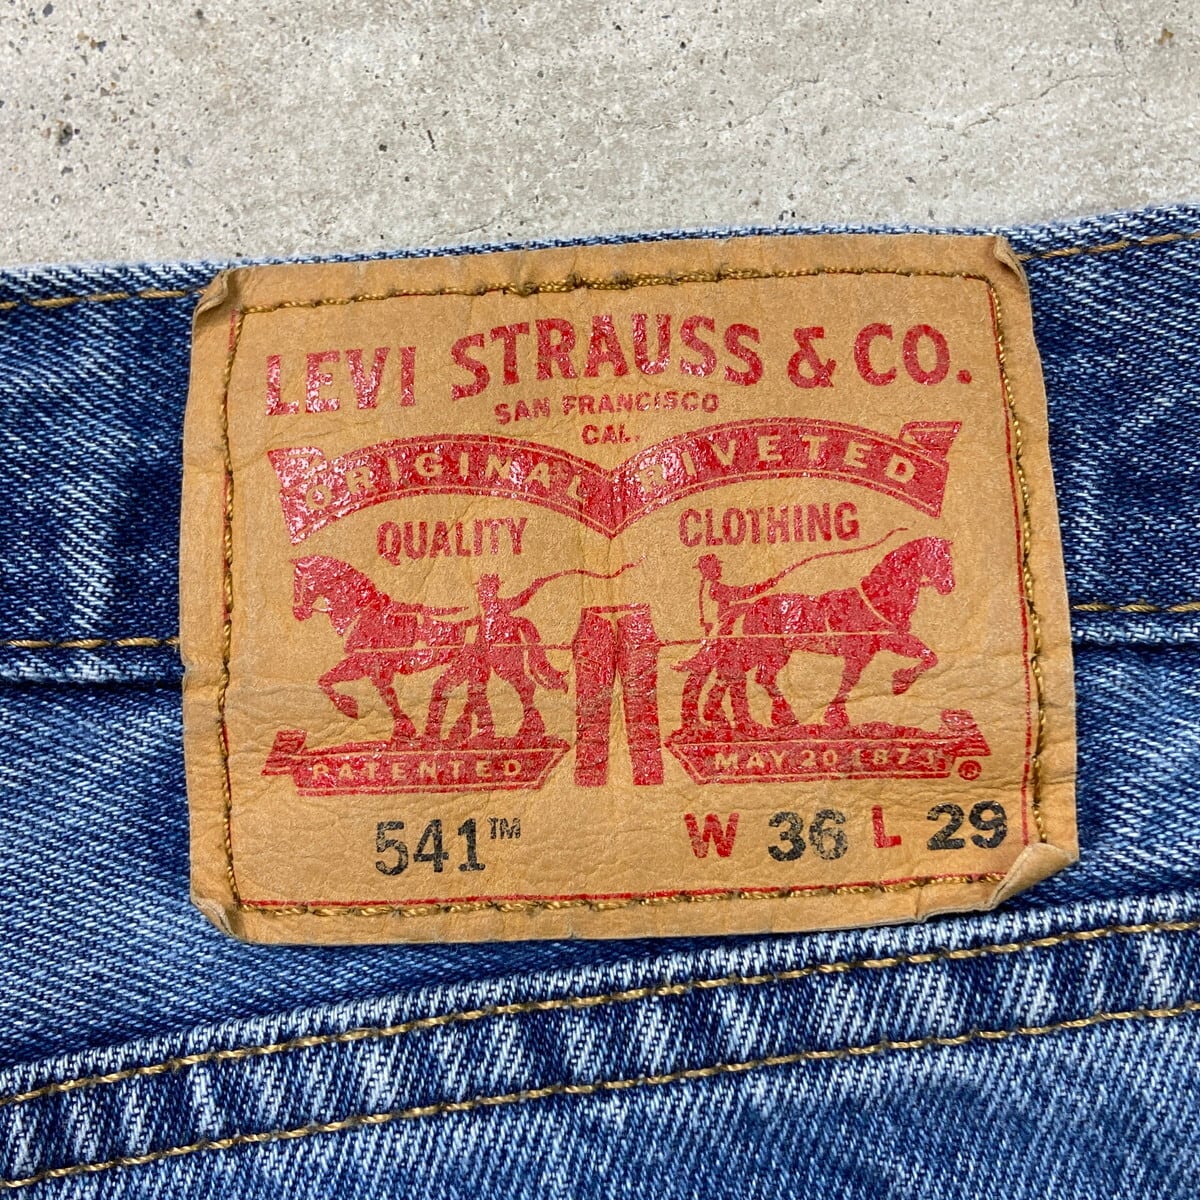 LEVI STRAUSS & CO.
SAN FRANCISCO
CAL.
ORIGINAL RIVETED
QUALITY CLOTHING
PATENTED MAY 20 1873 ®
541™ W 36 L 29